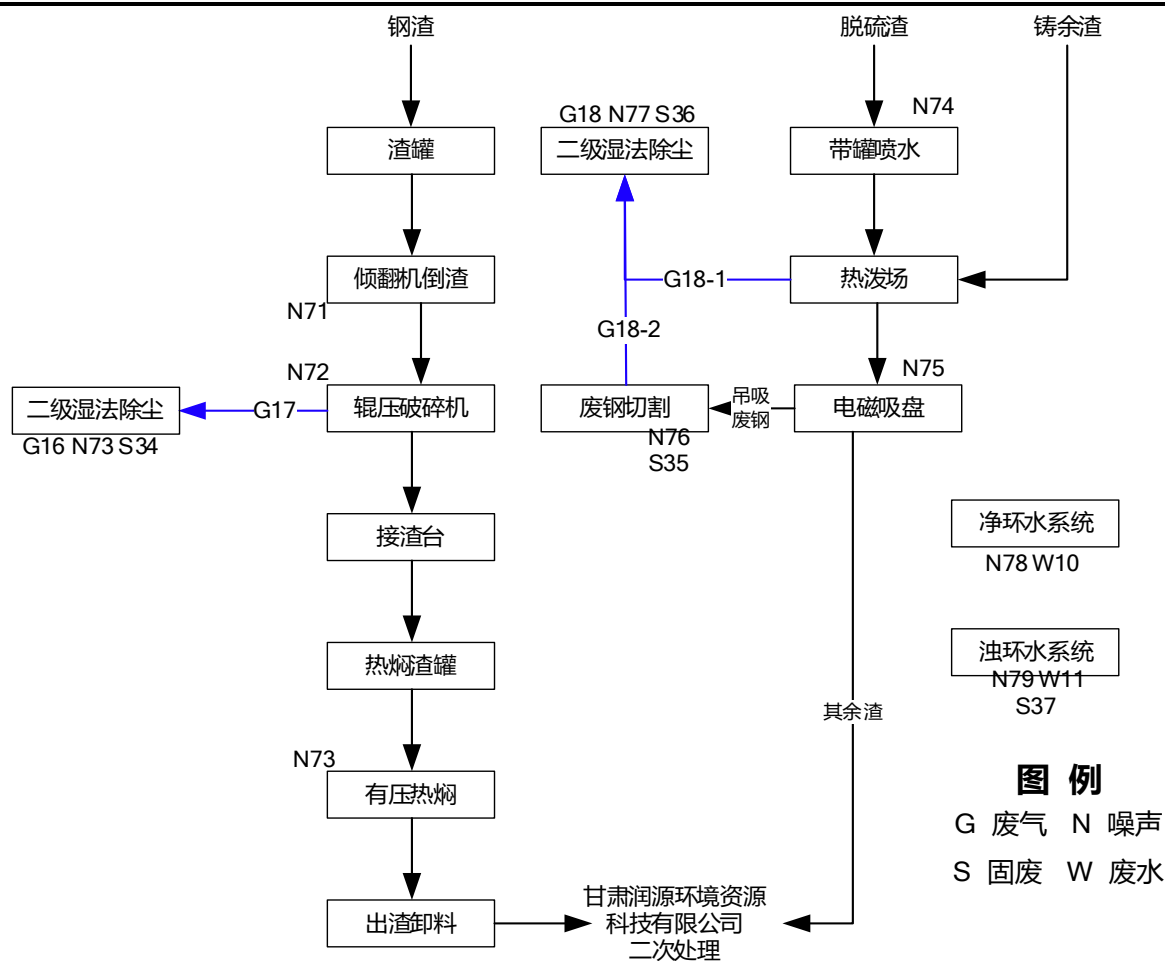 钢渣
脱硫渣
铸余渣
G18 N77 S36
N74
渣罐
二级湿法除尘
带罐喷水
倾翻机倒渣
G18-1
热泼场
N71
G18-2
N72
N75
二级湿法除尘
G17
辊压破碎机
废钢切割
吊吸
废钢
电磁吸盘
G16 N73 S34
N76
S35
接渣台
净环水系统
N78 W10
热焖渣罐
浊环水系统
N79 W11
S37
其余渣
N73
有压热焖
图 例
G 废气 N 噪声
S 固废 W 废水
出渣卸料
甘肃润源环境资源
科技有限公司
二次处理